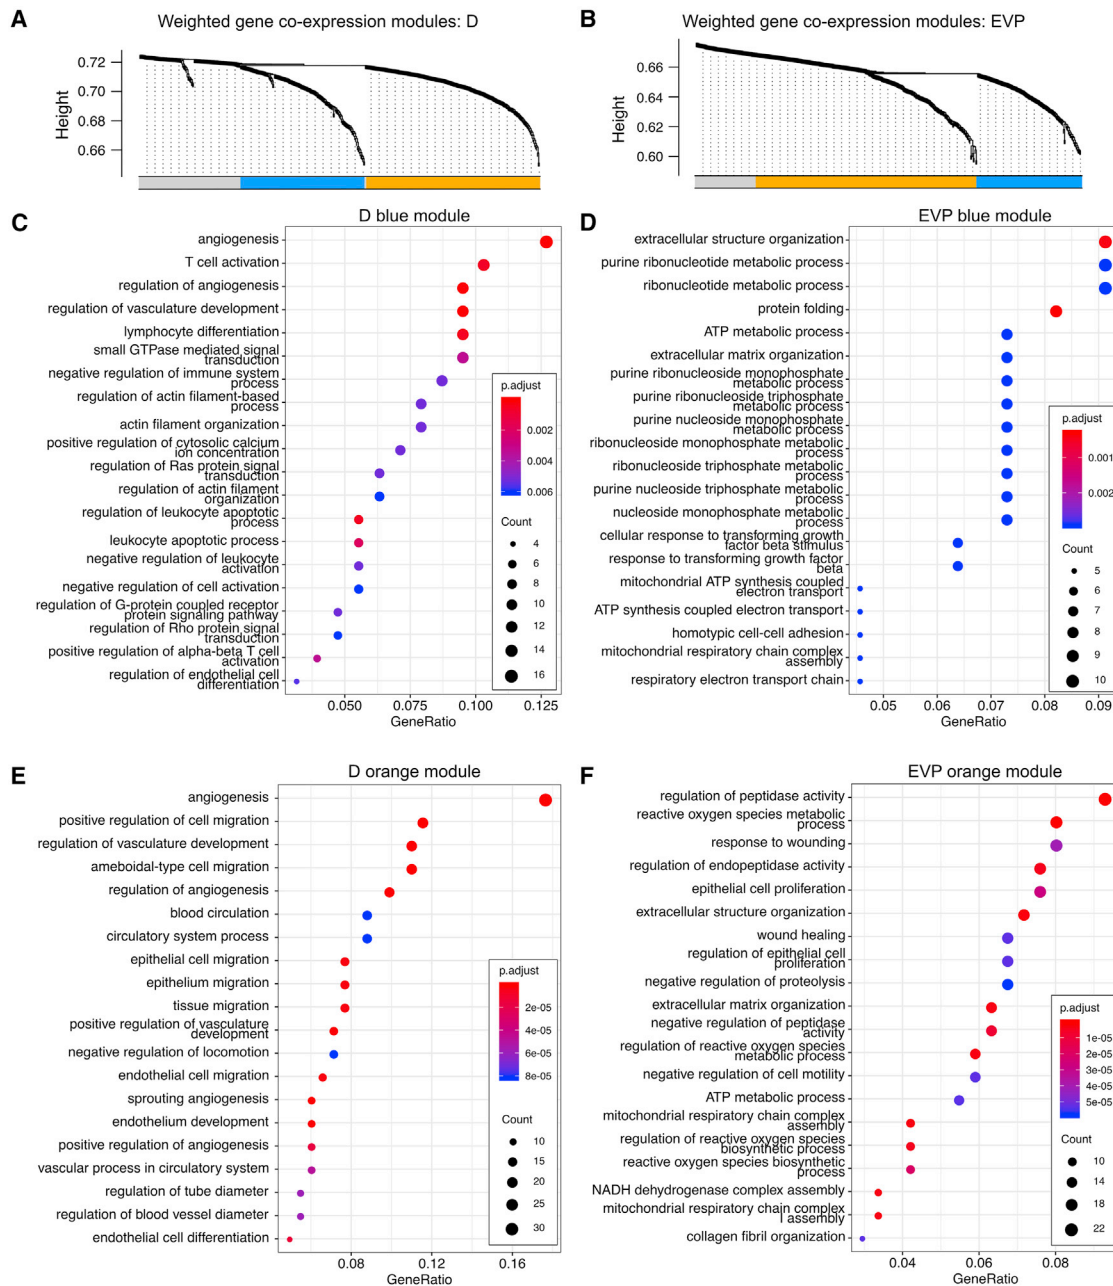 A
Weighted gene co-expression modules: D
Height
0.72
0.70
0.68
0.66
B
Weighted gene co-expression modules: EVP
Height
0.66
0.64
0.62
0.60
C
D blue module
angiogenesis
T cell activation
regulation of angiogenesis
regulation of vasculature development
lymphocyte differentiation
small GTPase mediated signal
transduction
negative regulation of immune system
process
regulation of actin filament-based
process
actin filament organization
positive regulation of cytosolic calcium
ion concentration
regulation of Ras protein signal
transduction
regulation of actin filament
organization
regulation of leukocyte apoptotic
process
leukocyte apoptotic process
negative regulation of leukocyte
activation
negative regulation of cell activation
regulation of G-protein coupled receptor
protein signaling pathway
regulation of Rho protein signal
transduction
positive regulation of alpha-beta T cell
activation
regulation of endothelial cell
differentiation
p.adjust
0.002
0.004
0.006
Count
4
6
8
10
12
14
16
0.050
0.075
0.100
0.125
GeneRatio
D
EVP blue module
extracellular structure organization
purine ribonucleotide metabolic process
ribonucleotide metabolic process
protein folding
ATP metabolic process
extracellular matrix organization
purine ribonucleoside monophosphate
metabolic process
purine ribonucleoside triphosphate
metabolic process
purine nucleoside monophosphate
metabolic process
ribonucleoside monophosphate metabolic
process
ribonucleoside triphosphate metabolic
process
purine nucleoside triphosphate metabolic
process
nucleoside monophosphate metabolic
process
cellular response to transforming growth
factor beta stimulus
response to transforming growth factor
beta
mitochondrial ATP synthesis coupled
electron transport
ATP synthesis coupled electron transport
homotypic cell-cell adhesion
mitochondrial respiratory chain complex
assembly
respiratory electron transport chain
p.adjust
0.001
0.002
Count
5
6
7
8
9
10
0.05
0.06
0.07
0.08
0.09
GeneRatio
E
D orange module
angiogenesis
positive regulation of cell migration
regulation of vasculature development
ameboidal-type cell migration
regulation of angiogenesis
blood circulation
circulatory system process
epithelial cell migration
epithelium migration
tissue migration
positive regulation of vasculature
development
negative regulation of locomotion
endothelial cell migration
sprouting angiogenesis
endothelium development
positive regulation of angiogenesis
vascular process in circulatory system
regulation of tube diameter
regulation of blood vessel diameter
endothelial cell differentiation
p.adjust
2e-05
4e-05
6e-05
8e-05
Count
10
15
20
25
30
0.08
0.12
0.16
GeneRatio
F
EVP orange module
regulation of peptidase activity
reactive oxygen species metabolic
process
response to wounding
regulation of endopeptidase activity
epithelial cell proliferation
extracellular structure organization
wound healing
regulation of epithelial cell
proliferation
negative regulation of proteolysis
extracellular matrix organization
negative regulation of peptidase
activity
regulation of reactive oxygen species
metabolic process
negative regulation of cell motility
ATP metabolic process
mitochondrial respiratory chain complex
assembly
regulation of reactive oxygen species
biosynthetic process
reactive oxygen species biosynthetic
process
NADH dehydrogenase complex assembly
mitochondrial respiratory chain complex
I assembly
collagen fibril organization
p.adjust
1e-05
2e-05
3e-05
4e-05
5e-05
Count
10
14
18
22
0.04
0.06
0.08
GeneRatio